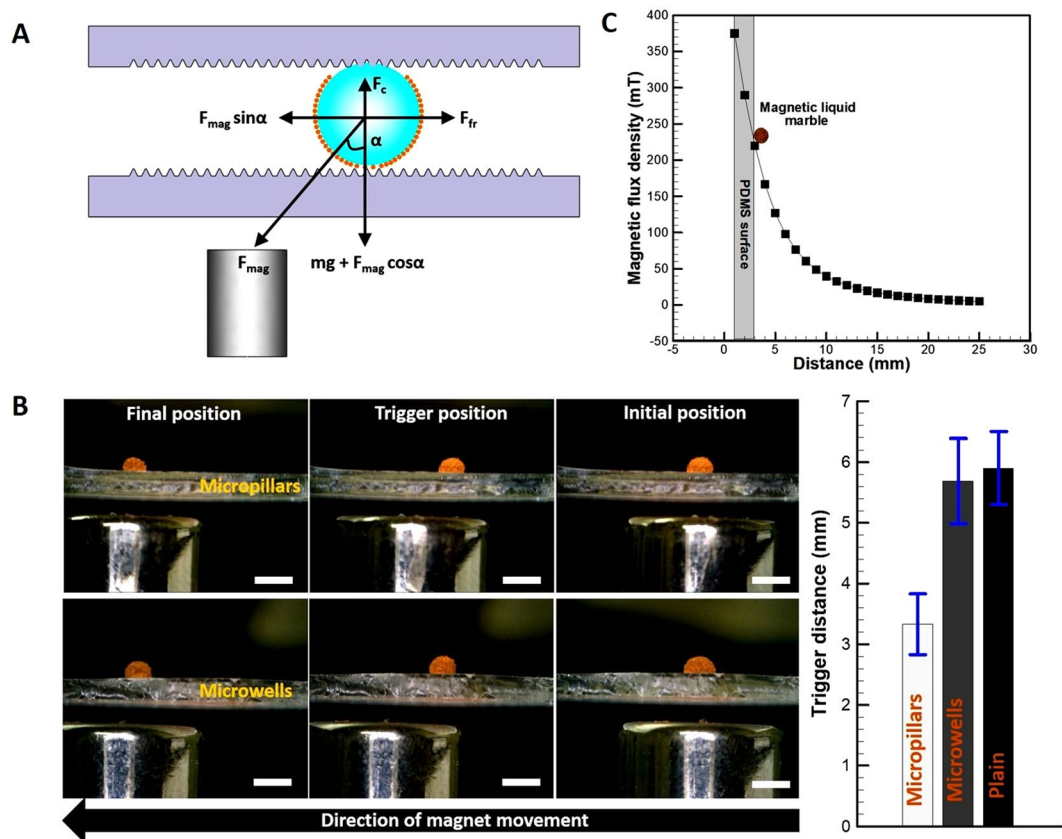 A
F_c
F_mag sinα
F_fr
α
F_mag
mg + F_mag cosα
C
400
350
300
250
200
150
100
50
0
-50
Magnetic flux density (mT)
Magnetic liquid
marble
PDMS surface
-5
0
5
10
15
20
25
30
Distance (mm)
B
Final position
Trigger position
Initial position
Micropillars
Microwells
Direction of magnet movement
7
6
5
4
3
2
1
0
Trigger distance (mm)
Micropillars
Microwells
Plain